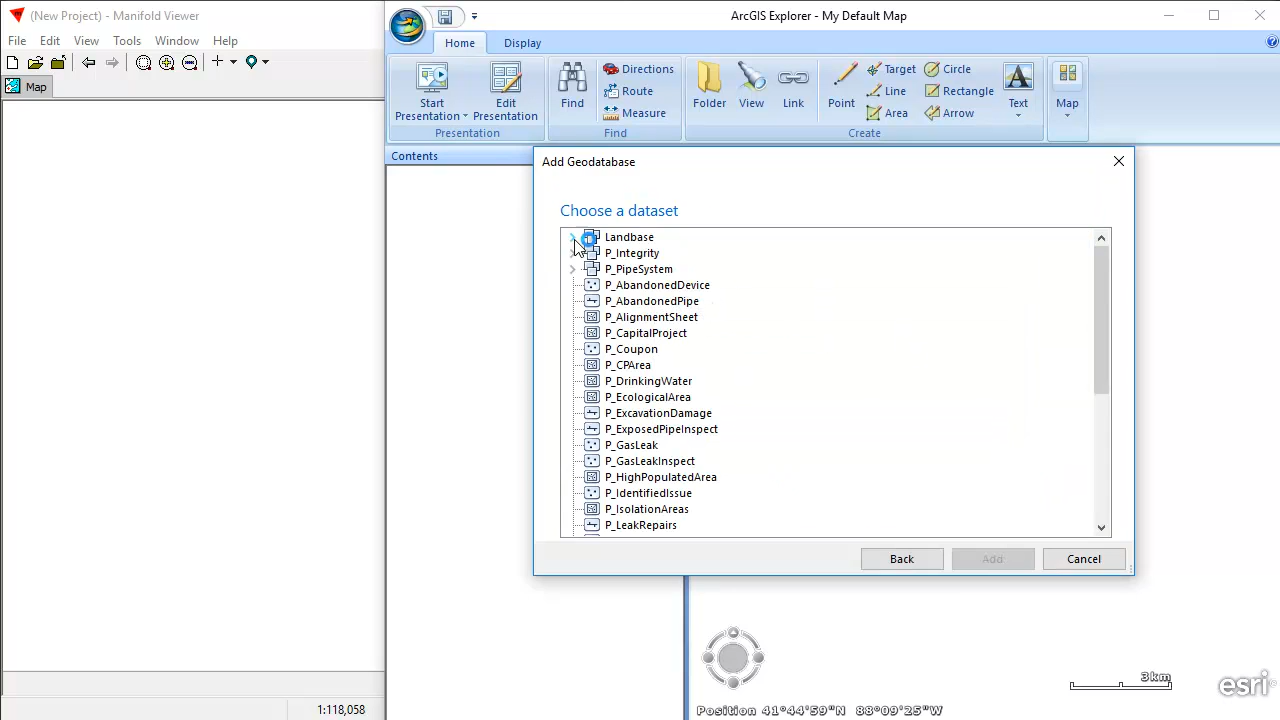 (New Project) - Manifold Viewer
File Edit View Tools Window Help
Map
1:118,058
ArcGIS Explorer - My Default Map
Home Display
Start Presentation
Edit Presentation
Presentation
Find
Directions
Route
Measure
Find
Folder
View
Link
Point
Target
Line
Area
Circle
Rectangle
Arrow
Text
Create
Map
Contents
Add Geodatabase
Choose a dataset
Landbase
P_Integrity
P_PipeSystem
P_AbandonedDevice
P_AbandonedPipe
P_AlignmentSheet
P_CapitalProject
P_Coupon
P_CPArea
P_DrinkingWater
P_EcologicalArea
P_ExcavationDamage
P_ExposedPipeInspect
P_GasLeak
P_GasLeakInspect
P_HighPopulatedArea
P_IdentifiedIssue
P_IsolationAreas
P_LeakRepairs
Back Add Cancel
3km
esri
Position 41°44'59"N 88°09'25"W